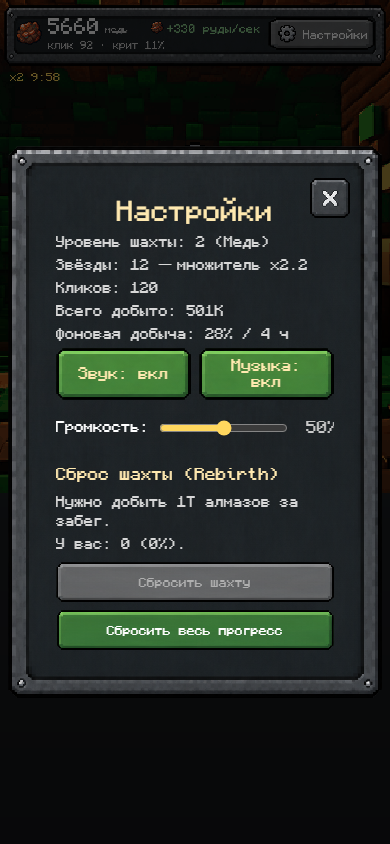 5660 медь
+330 руды/сек
Настройки
клик 92 · крит 11%
x2 9:58
Настройки
Уровень шахты: 2 (Медь)
Звёзды: 12 — множитель x2.2
Кликов: 120
Всего добыто: 501K
Фоновая добыча: 28% / 4 ч
Звук: вкл
Музыка:
вкл
Громкость:
50%
Сброс шахты (Rebirth)
Нужно добыть 1T алмазов за
забег.
У вас: 0 (0%).
Сбросить шахту
Сбросить весь прогресс